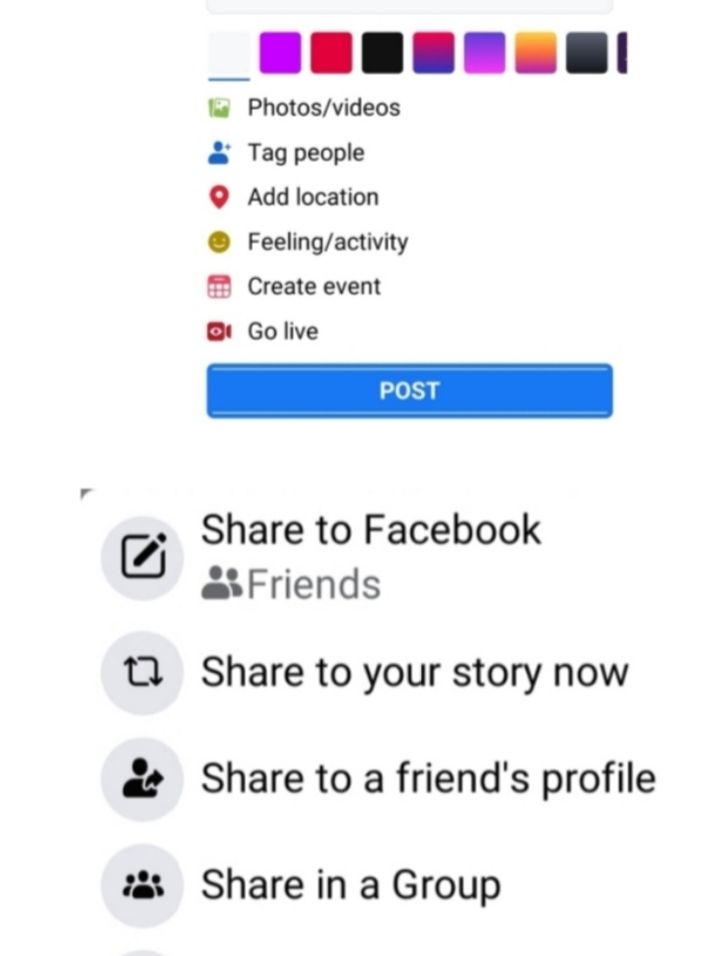 Photos/videos
Tag people
Add location
Feeling/activity
Create event
Go live
POST
Share to Facebook
Friends
Share to your story now
Share to a friend's profile
Share in a Group